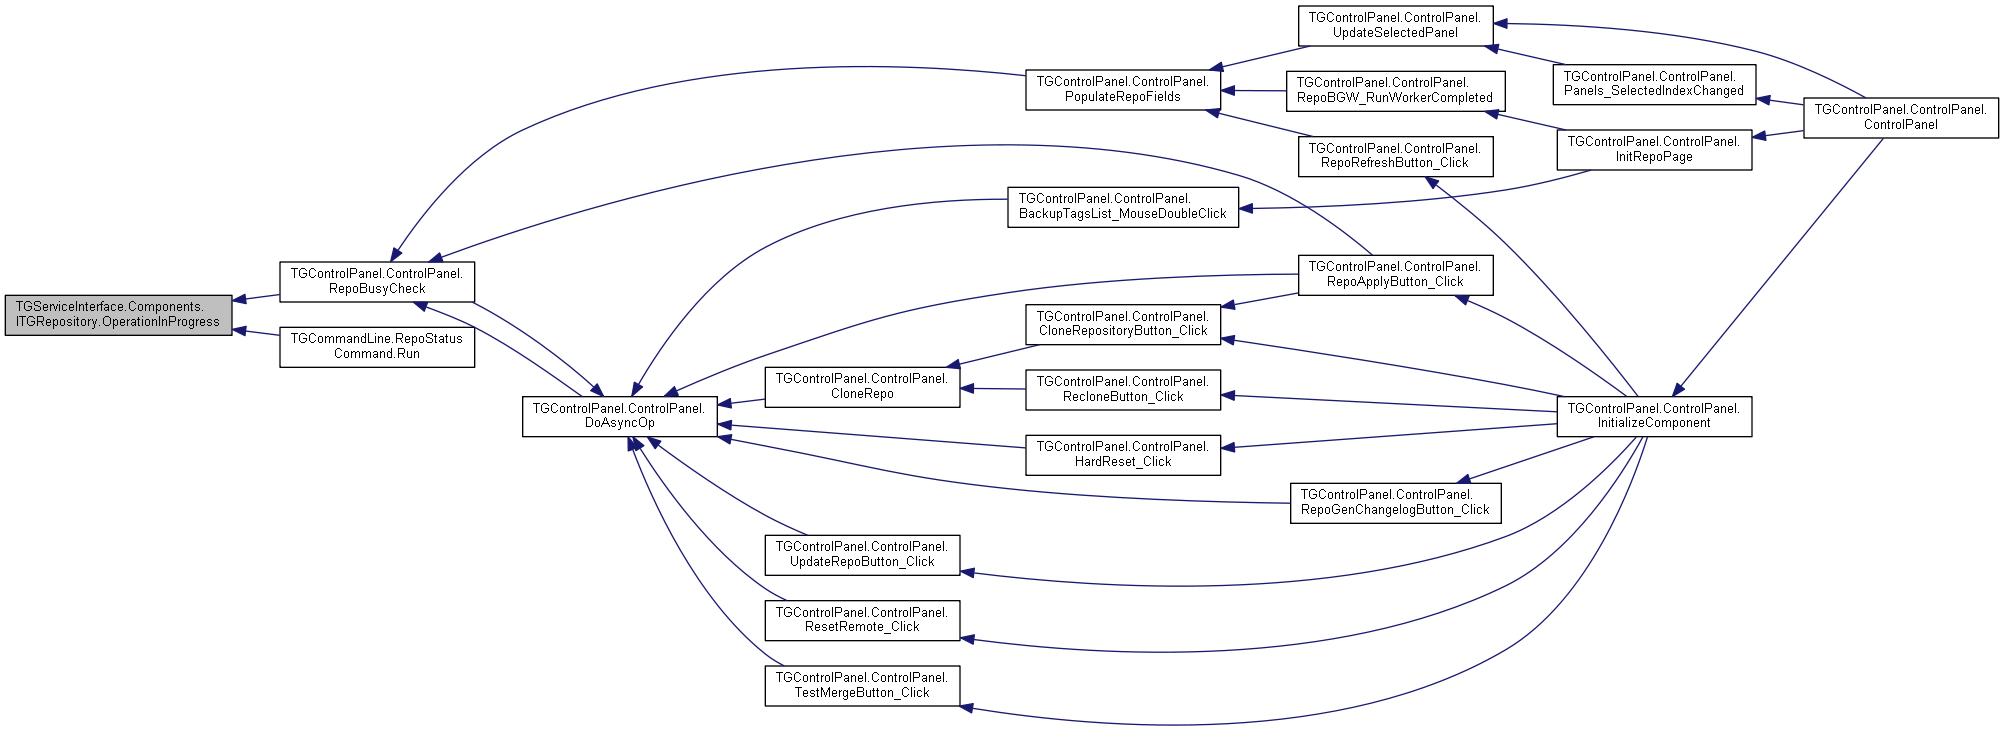 TGServiceInterface.Components.
ITGRepository.OperationInProgress
TGControlPanel.ControlPanel.
RepoBusyCheck
TGCommandLine.RepoStatus
Command.Run
TGControlPanel.ControlPanel.
DoAsyncOp
TGControlPanel.ControlPanel.
CloneRepo
TGControlPanel.ControlPanel.
UpdateRepoButton_Click
TGControlPanel.ControlPanel.
ResetRemote_Click
TGControlPanel.ControlPanel.
TestMergeButton_Click
TGControlPanel.ControlPanel.
PopulateRepoFields
TGControlPanel.ControlPanel.
BackupTagsList_MouseDoubleClick
TGControlPanel.ControlPanel.
CloneRepositoryButton_Click
TGControlPanel.ControlPanel.
RecloneButton_Click
TGControlPanel.ControlPanel.
HardReset_Click
TGControlPanel.ControlPanel.
UpdateSelectedPanel
TGControlPanel.ControlPanel.
RepoBGW_RunWorkerCompleted
TGControlPanel.ControlPanel.
RepoRefreshButton_Click
TGControlPanel.ControlPanel.
RepoApplyButton_Click
TGControlPanel.ControlPanel.
RepoGenChangelogButton_Click
TGControlPanel.ControlPanel.
Panels_SelectedIndexChanged
TGControlPanel.ControlPanel.
InitRepoPage
TGControlPanel.ControlPanel.
InitializeComponent
TGControlPanel.ControlPanel.
ControlPanel